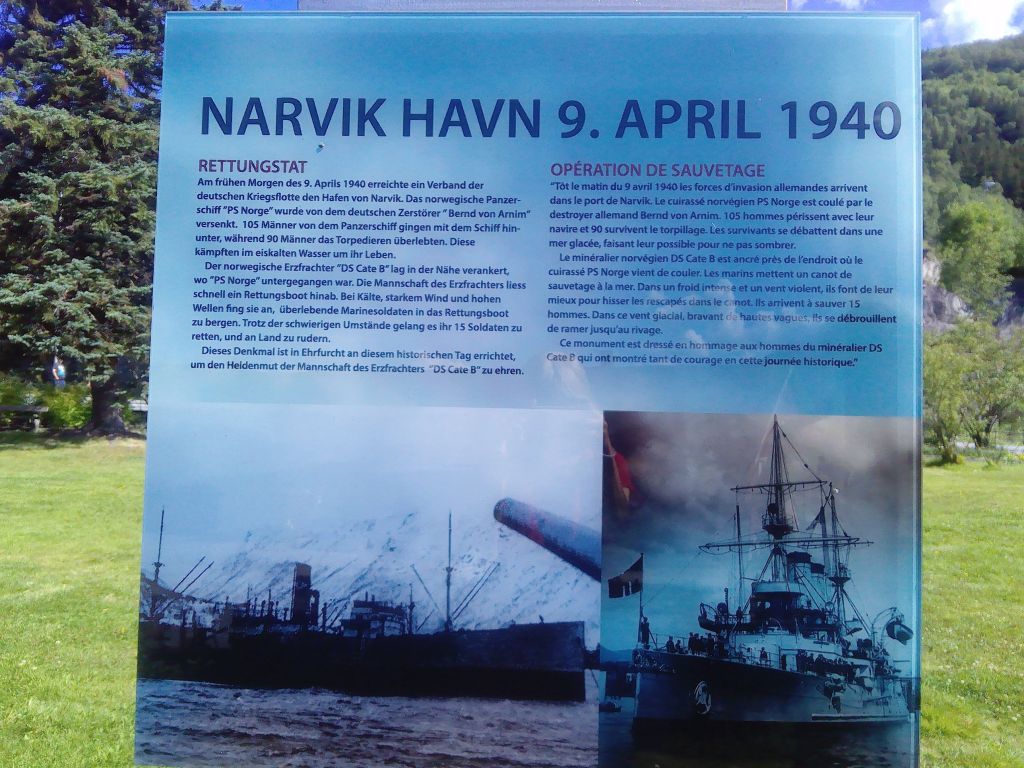 NARVIK HAVN 9. APRIL 1940
RETTUNGSTAT
Am frühen Morgen des 9. Aprils 1940 erreichte ein Verband der
deutschen Kriegsflotte den Hafen von Narvik. Das norwegische Panzer-
schiff "PS Norge" wurde von dem deutschen Zerstörer "Bernd von Arnim"
versenkt. 105 Männer von dem Panzerschiff gingen mit dem Schiff hin-
unter, während 90 Männer das Torpedieren überlebten. Diese
kämpften im eiskalten Wasser um ihr Leben.
Der norwegische Erzfrachter "DS Cate B" lag in der Nähe verankert,
wo "PS Norge" untergegangen war. Die Mannschaft des Erzfrachters liess
schnell ein Rettungsboot hinab. Bei Kälte, starkem Wind und hohen
Wellen fing sie an, überlebende Marinesoldaten in das Rettungsboot
zu bergen. Trotz der schwierigen Umstände gelang es ihr 15 Soldaten zu
retten, und an Land zu rudern.
Dieses Denkmal ist in Ehrfurcht an diesem historischen Tag errichtet,
um den Heldenmut der Mannschaft des Erzfrachters "DS Cate B" zu ehren.
OPÉRATION DE SAUVETAGE
"Tôt le matin du 9 avril 1940 les forces d'invasion allemandes arrivent
dans le port de Narvik. Le cuirassé norvégien PS Norge est coulé par le
destroyer allemand Bernd von Arnim. 105 hommes périssent avec leur
navire et 90 survivent le torpillage. Les survivants se débattent dans une
mer glacée, faisant leur possible pour ne pas sombrer.
Le minéralier norvégien DS Cate B est ancré près de l'endroit où le
cuirassé PS Norge vient de couler. Les marins mettent un canot de
sauvetage à la mer. Dans un froid intense et un vent violent, ils font de leur
mieux pour hisser les rescapés dans le canot. Ils arrivent à sauver 15
hommes. Dans ce vent glacial, bravant de hautes vagues, ils se débrouillent
de ramer jusqu'au rivage.
Ce monument est dressé en hommage aux hommes du minéralier DS
Cate B qui ont montré tant de courage en cette journée historique."